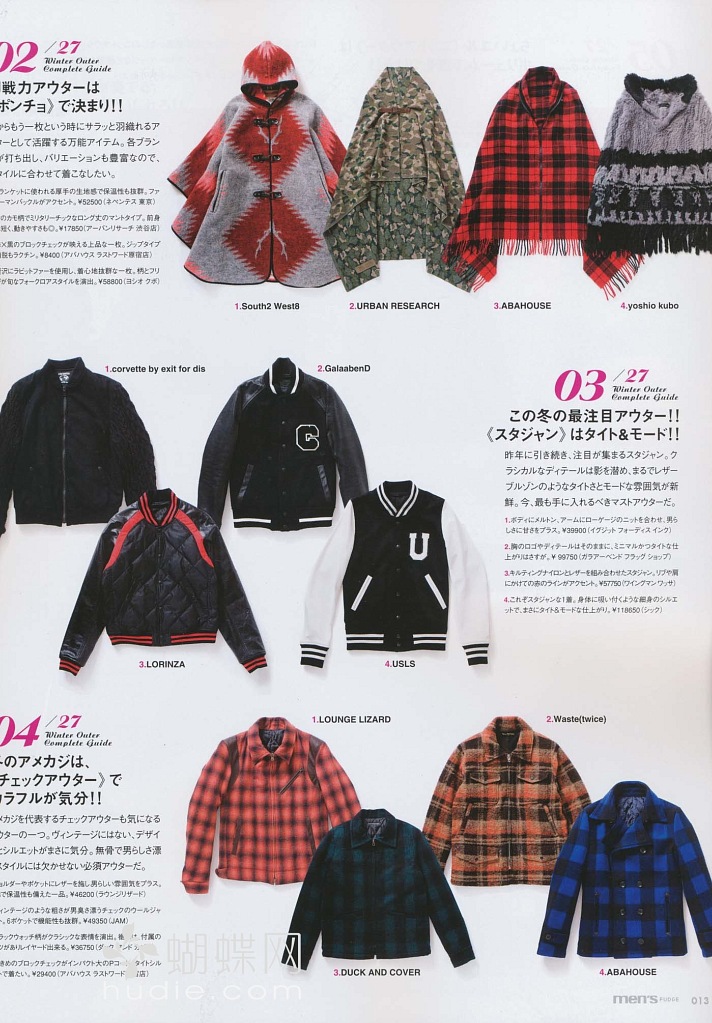 02/27
Winter Outer
Complete Guide
戦力アウターは
ポンチョ》で決まり!!
からもう一枚という時にサラッと羽織れるア
ターとして活躍する万能アイテム。各ブラン
が打ち出し、バリエーションも豊富なので、
タイルに合わせて着こなしたい。
ランケットに使われる厚手の生地感で保温性も抜群。ファ
ーマンバックルがアクセント。¥52500(ネペンテス 東京)
のカモ柄でミリタリーチックなロング丈のマントタイプ。前身
短く、動きやすさも◎。¥17850(アーバンリサーチ 渋谷店)
×黒のブロックチェックが映える上品な一枚。ジップタイプ
脱もラクチン。¥8400(アバハウス ラストワード原宿店)
沢にラビットファーを使用し、着心地抜群な一枚。柄とフリ
が旬なフォークロアスタイルを演出。¥58800(ヨシオ クボ)
1.South2 West8
2.URBAN RESEARCH
3.ABAHOUSE
4.yoshio kubo
1.corvette by exit for dis
2.GalaabenD
G
U
3.LORINZA
4.USLS
03/27
Winter Outer
Complete Guide
この冬の最注目アウター!!
《スタジャン》はタイト&モード!!
昨年に引き続き、注目が集まるスタジャン。ク
ラシカルなディテールは影を潜め、まるでレザー
ブルゾンのようなタイトさとモードな雰囲気が新
鮮。今、最も手に入れるべきマストアウターだ。
1.ボディにメルトン、アームにローゲージのニットを合わせ、男ら
しさに甘さをプラス。¥39900(イグジット フォーディス インク)
2.胸のロゴやディテールはそのままに、ミニマルかつタイトな仕
上がりはさすが。¥99750(ガラアーベンド フラッグ ショップ)
3.キルティングナイロンとレザーを組み合わせたスタジャン。リブや肩
にかけての赤のラインがアクセント。¥57750(ウイングマン ワッサ)
4.これぞスタジャンな1着。身体に吸い付くような細身のシルエ
ットで、まさにタイト&モードな仕上がり。¥118650(シック)
04/27
Winter Outer
Complete Guide
のアメカジは、
チェックアウター》で
カラフルが気分!!
メカジを代表するチェックアウターも気になる
ウターの一つ。ヴィンテージにはない、デザイ
とシルエットがまさに気分。無骨で男らしさ漂
スタイルには欠かせない必須アウターだ。
ョルダーやポケットにレザーを施し男らしい雰囲気をプラス。
で保温性も備えた一品。¥46200(ラウンジリザード)
ィンテージのような粗さが男臭さ漂うチェックのウールジャ
ト。6ポケットで機能性も抜群。¥49350(JAM)
ラックウォッチ柄がクラシックな表情を演出。 付属の
ツがありレイヤード出来る。¥36750
きめのブロックチェックがインパクト大のPコート。タイトシル
で着たい。¥29400(アバハウス ラストワード 店)
1.LOUNGE LIZARD
2.Waste(twice)
3.DUCK AND COVER
4.ABAHOUSE
蝴蝶网
hudie.com
men's FUDGE 013